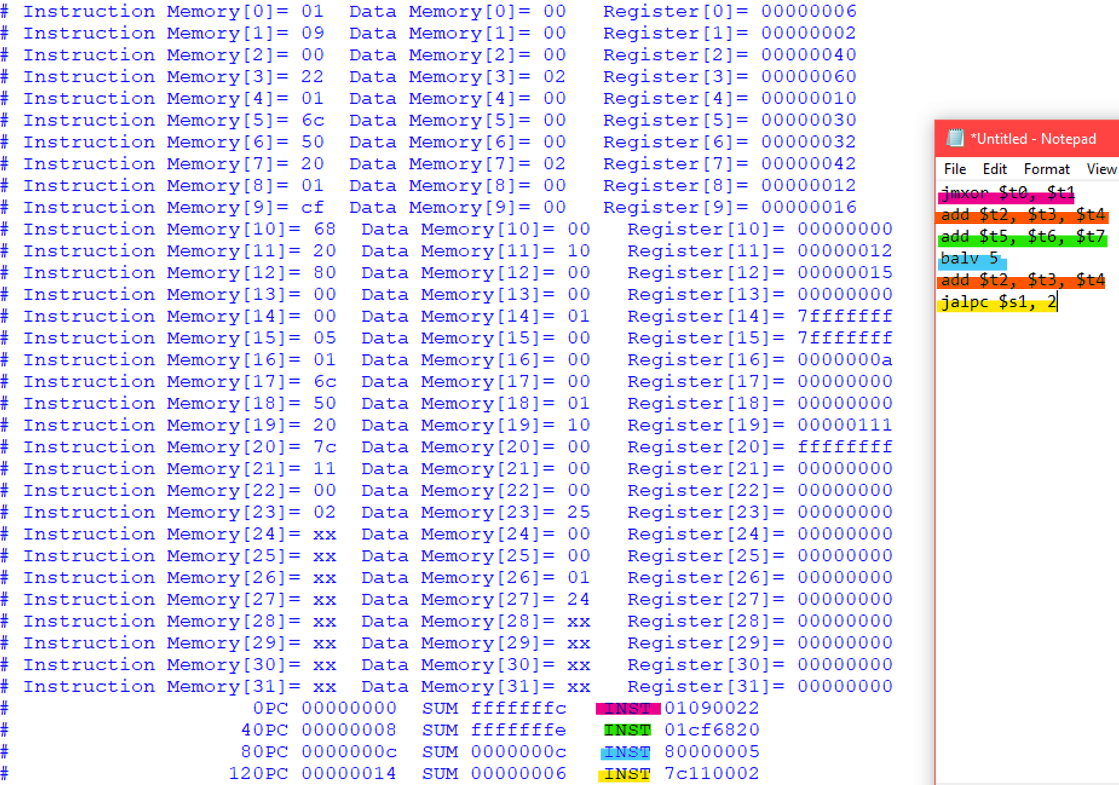 # Instruction Memory[0]= 01 Data Memory[0]= 00 Register[0]= 00000006
# Instruction Memory[1]= 09 Data Memory[1]= 00 Register[1]= 00000002
# Instruction Memory[2]= 00 Data Memory[2]= 00 Register[2]= 00000040
# Instruction Memory[3]= 22 Data Memory[3]= 02 Register[3]= 00000060
# Instruction Memory[4]= 01 Data Memory[4]= 00 Register[4]= 00000010
# Instruction Memory[5]= 6c Data Memory[5]= 00 Register[5]= 00000030
# Instruction Memory[6]= 50 Data Memory[6]= 00 Register[6]= 00000032
# Instruction Memory[7]= 20 Data Memory[7]= 02 Register[7]= 00000042
# Instruction Memory[8]= 01 Data Memory[8]= 00 Register[8]= 00000012
# Instruction Memory[9]= cf Data Memory[9]= 00 Register[9]= 00000016
# Instruction Memory[10]= 68 Data Memory[10]= 00 Register[10]= 00000000
# Instruction Memory[11]= 20 Data Memory[11]= 10 Register[11]= 00000012
# Instruction Memory[12]= 80 Data Memory[12]= 00 Register[12]= 00000015
# Instruction Memory[13]= 00 Data Memory[13]= 00 Register[13]= 00000000
# Instruction Memory[14]= 00 Data Memory[14]= 01 Register[14]= 7fffffff
# Instruction Memory[15]= 05 Data Memory[15]= 00 Register[15]= 7fffffff
# Instruction Memory[16]= 01 Data Memory[16]= 00 Register[16]= 0000000a
# Instruction Memory[17]= 6c Data Memory[17]= 00 Register[17]= 00000000
# Instruction Memory[18]= 50 Data Memory[18]= 01 Register[18]= 00000000
# Instruction Memory[19]= 20 Data Memory[19]= 10 Register[19]= 00000111
# Instruction Memory[20]= 7c Data Memory[20]= 00 Register[20]= ffffffff
# Instruction Memory[21]= 11 Data Memory[21]= 00 Register[21]= 00000000
# Instruction Memory[22]= 00 Data Memory[22]= 00 Register[22]= 00000000
# Instruction Memory[23]= 02 Data Memory[23]= 25 Register[23]= 00000000
# Instruction Memory[24]= xx Data Memory[24]= 00 Register[24]= 00000000
# Instruction Memory[25]= xx Data Memory[25]= 00 Register[25]= 00000000
# Instruction Memory[26]= xx Data Memory[26]= 01 Register[26]= 00000000
# Instruction Memory[27]= xx Data Memory[27]= 24 Register[27]= 00000000
# Instruction Memory[28]= xx Data Memory[28]= xx Register[28]= 00000000
# Instruction Memory[29]= xx Data Memory[29]= xx Register[29]= 00000000
# Instruction Memory[30]= xx Data Memory[30]= xx Register[30]= 00000000
# Instruction Memory[31]= xx Data Memory[31]= xx Register[31]= 00000000
# 0PC 00000000 SUM fffffffc INST 01090022
# 40PC 00000008 SUM fffffffe INST 01cf6820
# 80PC 0000000c SUM 0000000c INST 80000005
# 120PC 00000014 SUM 00000006 INST 7c110002
*Untitled - Notepad
File Edit Format View
jmxor $t0, $t1
add $t2, $t3, $t4
add $t5, $t6, $t7
balv 5
add $t2, $t3, $t4
jalpc $s1, 2